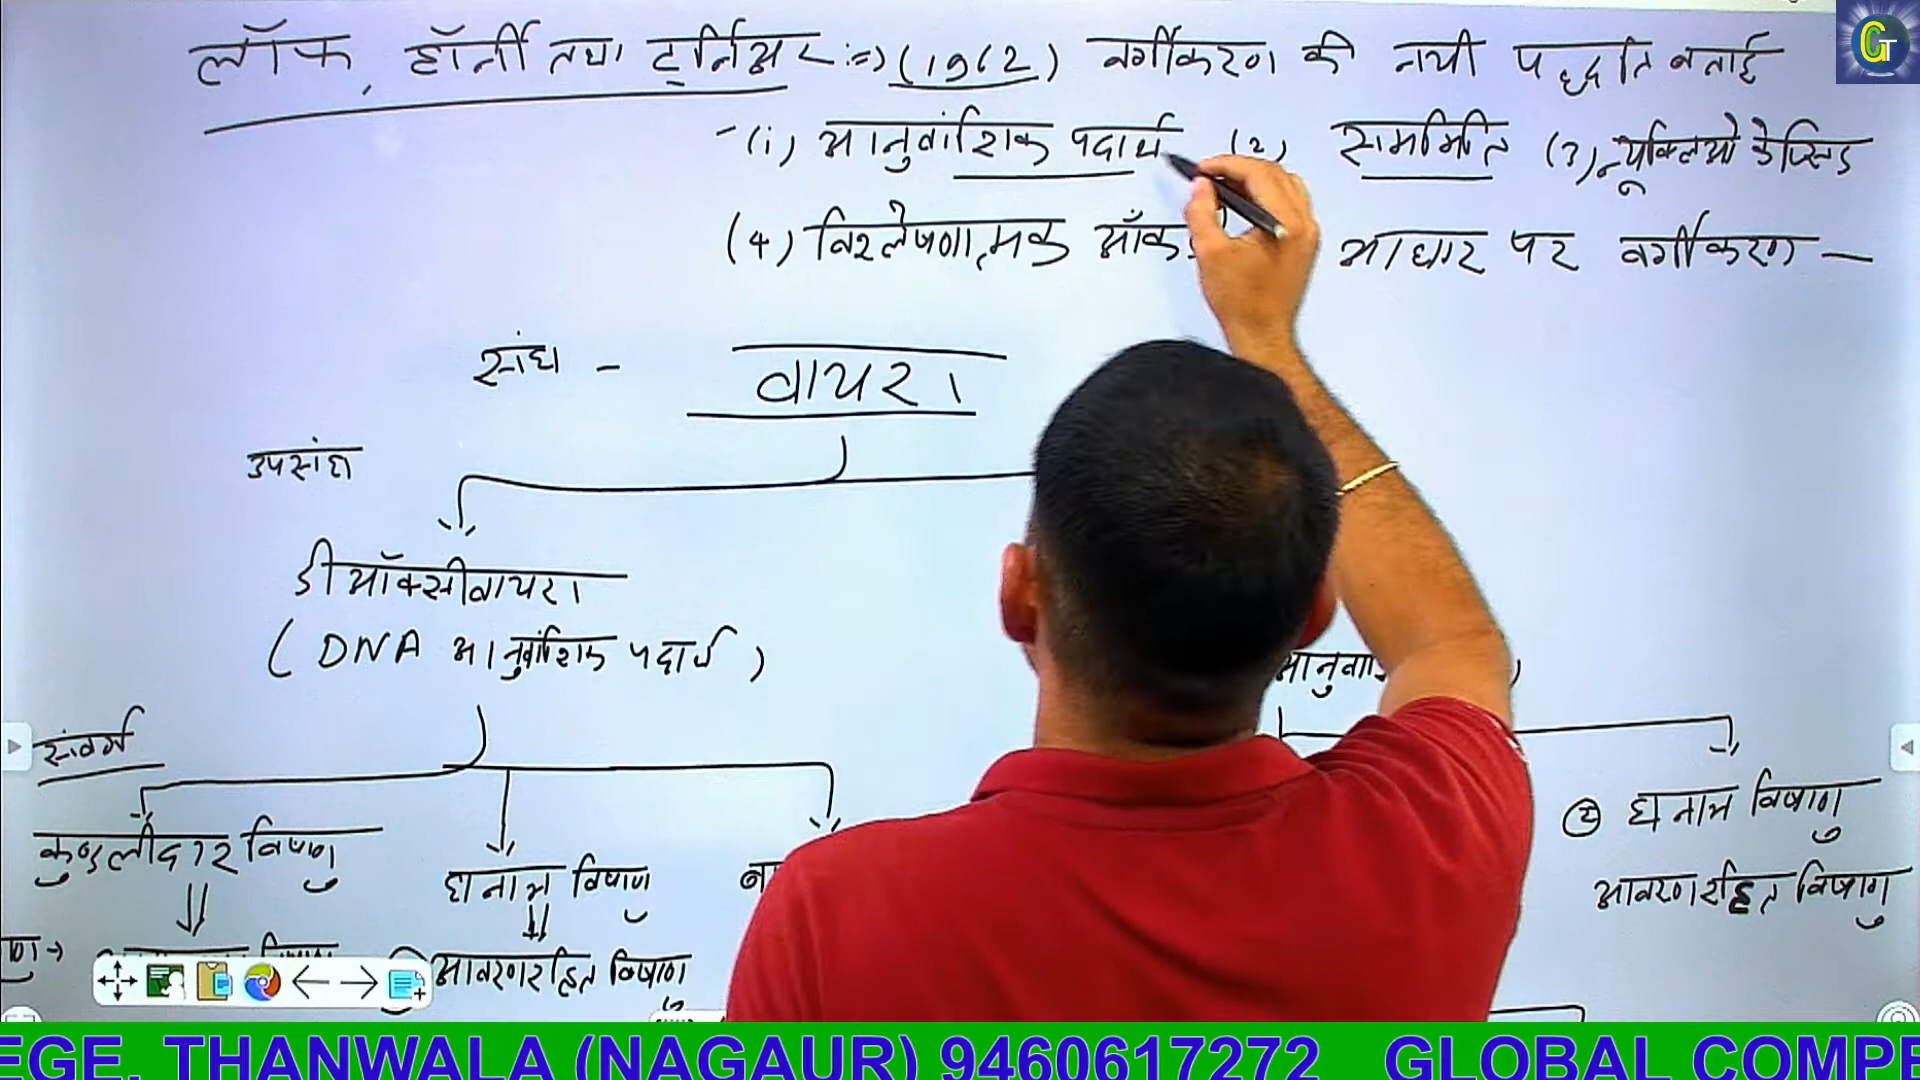 लॉफ, हॉर्नी तथा टूर्निअर :⇒ (1962) वर्गीकरण की नयी पद्धति बताई
-(1) आनुवांशिक पदार्थ (2) सममिति (3) न्यूक्लिओकेप्सिड
(4) विश्लेषणात्मक आँक आधार पर वर्गीकरण –
संघ – वायरा
उपसंघ
डीऑक्सीवायरा
(DNA आनुवांशिक पदार्थ)
संवर्ग
कुण्डलीदार विषाणु
घनाभ विषाणु
② घनाभ विषाणु
आवरणरहित विषाणु
आवरणरहित विषाणु
EGE, THANWALA (NAGAUR) 9460617272 GLOBAL COMPE